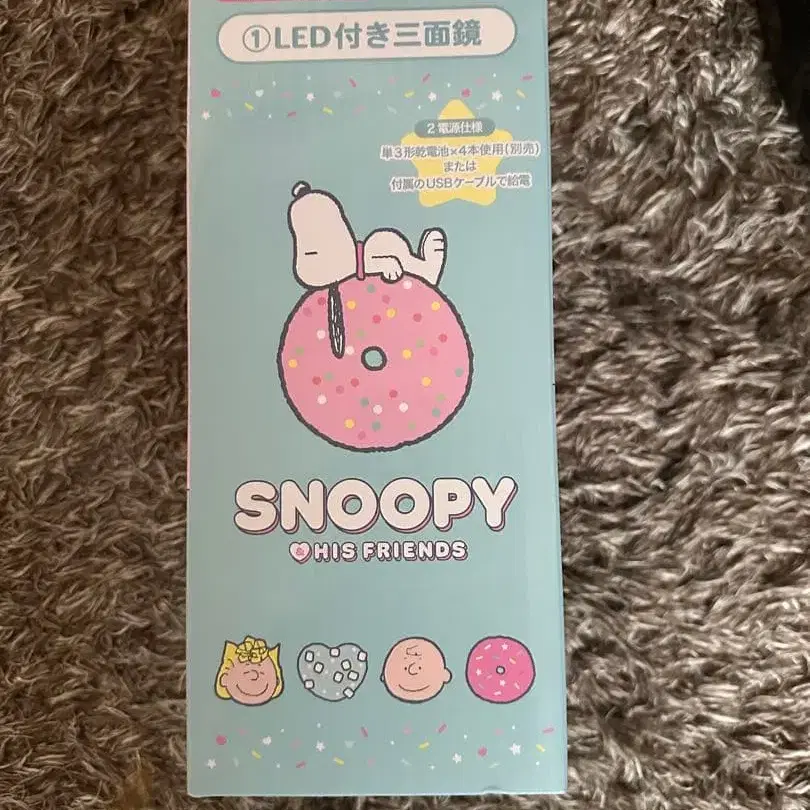 ①LED付き三面鏡
2電源仕様
単3形乾電池×4本使用(別売)
または
付属のUSBケーブルで給電
SNOOPY
&HIS FRIENDS